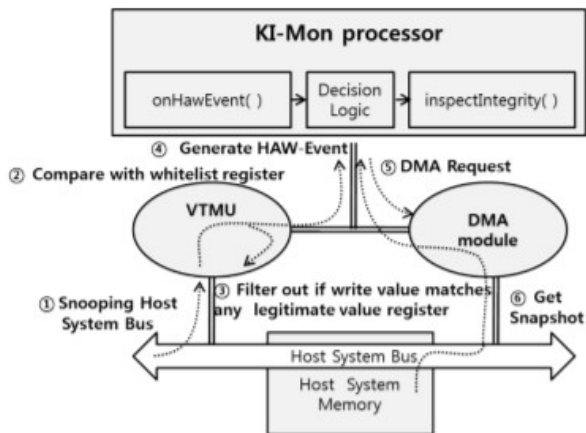 KI-Mon processor
onHawEvent( )
Decision
Logic
inspectIntegrity( )
④ Generate HAW-Event
② Compare with whitelist register
⑤ DMA Request
VTMU
DMA
module
① Snooping Host
System Bus
③ Filter out if write value matches
any legitimate value register
⑥ Get
Snapshot
Host System Bus
Host System
Memory